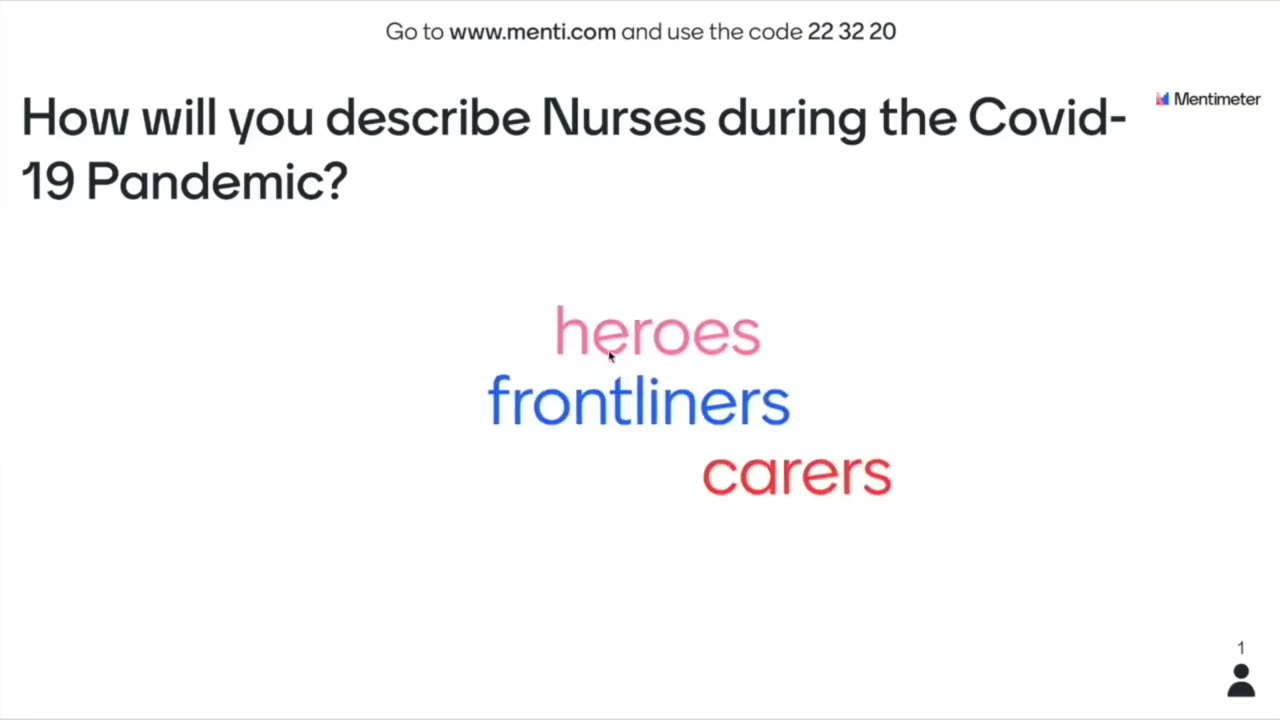 Go to www.menti.com and use the code 22 32 20
How will you describe Nurses during the Covid-
19 Pandemic?
Mentimeter
heroes
frontliners
carers
1